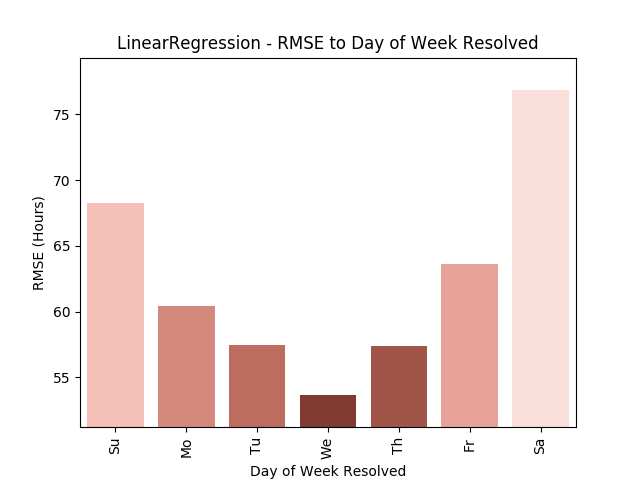 LinearRegression - RMSE to Day of Week Resolved
75
70
65
60
55
RMSE (Hours)
Su
Mo
Tu
We
Th
Fr
Sa
Day of Week Resolved